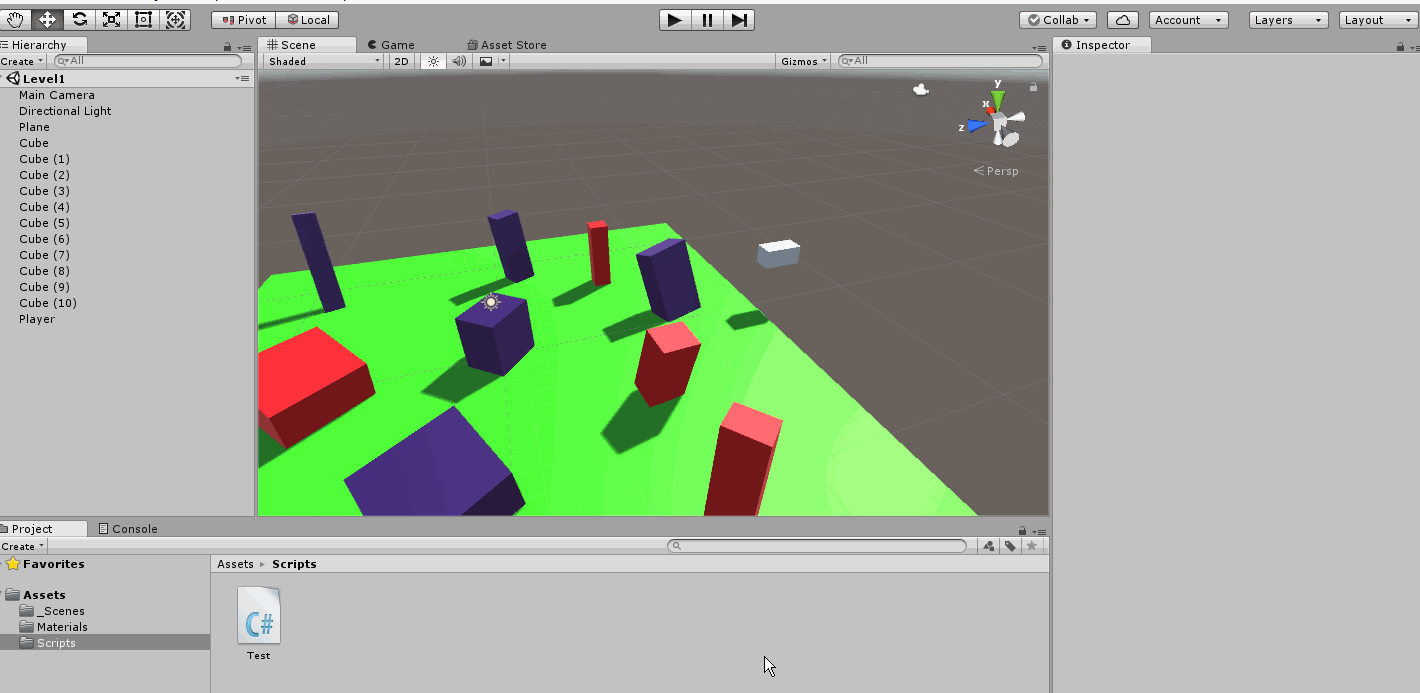 Pivot Local Collab Account Layers Layout
Hierarchy Scene Game Asset Store Inspector
Create All Shaded 2D Gizmos All
Level1
Main Camera
Directional Light
Plane
Cube
Cube (1)
Cube (2)
Cube (3)
Cube (4)
Cube (5)
Cube (6)
Cube (7)
Cube (8)
Cube (9)
Cube (10)
Player
y
x
z
Persp
Project Console
Create
Favorites
Assets
_Scenes
Materials
Scripts
Assets Scripts
C#
Test